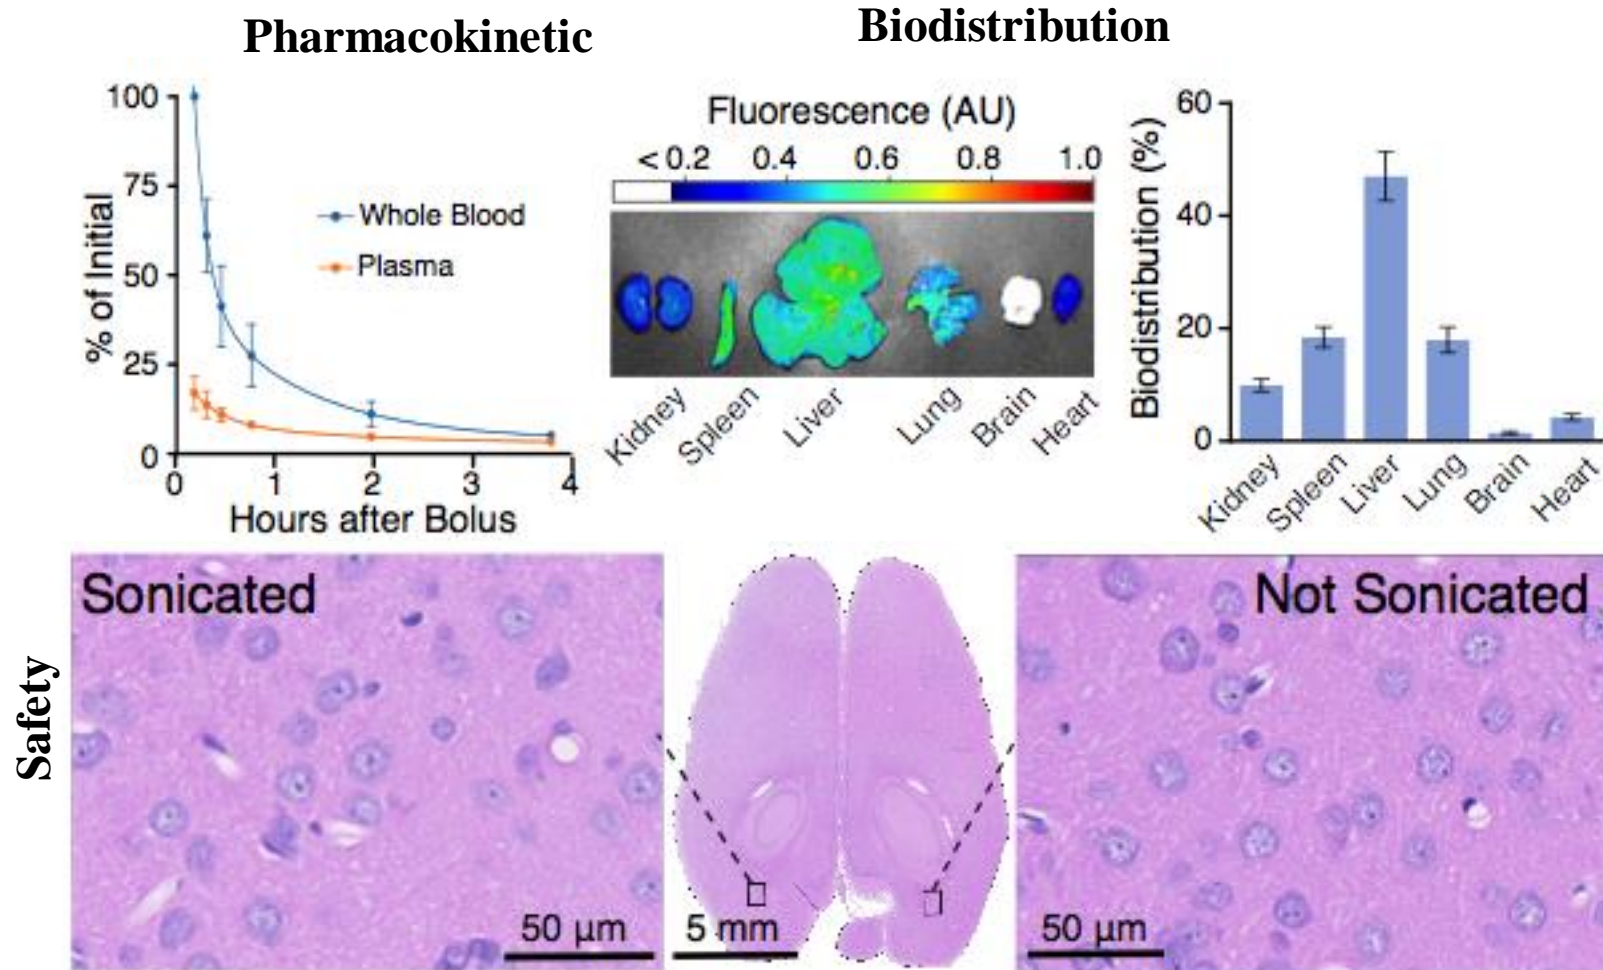 Pharmacokinetic
Biodistribution
100
75
50
25
0
% of Initial
Whole Blood
Plasma
0 1 2 3 4
Hours after Bolus
Fluorescence (AU)
< 0.2 0.4 0.6 0.8 1.0
Kidney
Spleen
Liver
Lung
Brain
Heart
60
40
20
0
Biodistribution (%)
Kidney
Spleen
Liver
Lung
Brain
Heart
Safety
Sonicated
50 µm
5 mm
Not Sonicated
50 µm